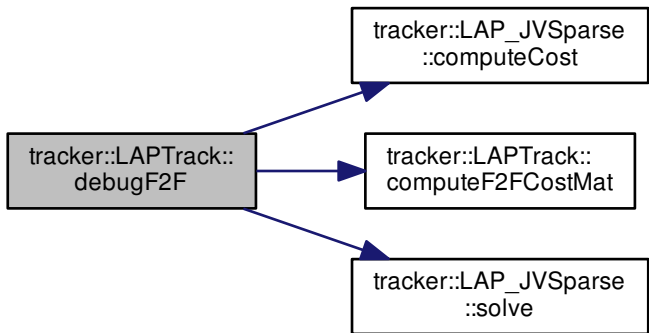 tracker::LAPTrack::
debugF2F
tracker::LAP_JVSparse
::computeCost
tracker::LAPTrack::
computeF2FCostMat
tracker::LAP_JVSparse
::solve